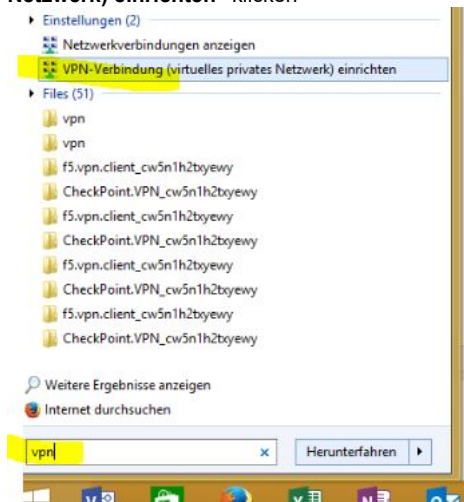 Netzwerk) einrichten" klicken
Einstellungen (2)
Netzwerkverbindungen anzeigen
VPN-Verbindung (virtuelles privates Netzwerk) einrichten
Files (51)
vpn
vpn
f5.vpn.client_cw5n1h2txyewy
CheckPoint.VPN_cw5n1h2txyewy
f5.vpn.client_cw5n1h2txyewy
CheckPoint.VPN_cw5n1h2txyewy
f5.vpn.client_cw5n1h2txyewy
CheckPoint.VPN_cw5n1h2txyewy
f5.vpn.client_cw5n1h2txyewy
CheckPoint.VPN_cw5n1h2txyewy
Weitere Ergebnisse anzeigen
Internet durchsuchen
vpn x Herunterfahren